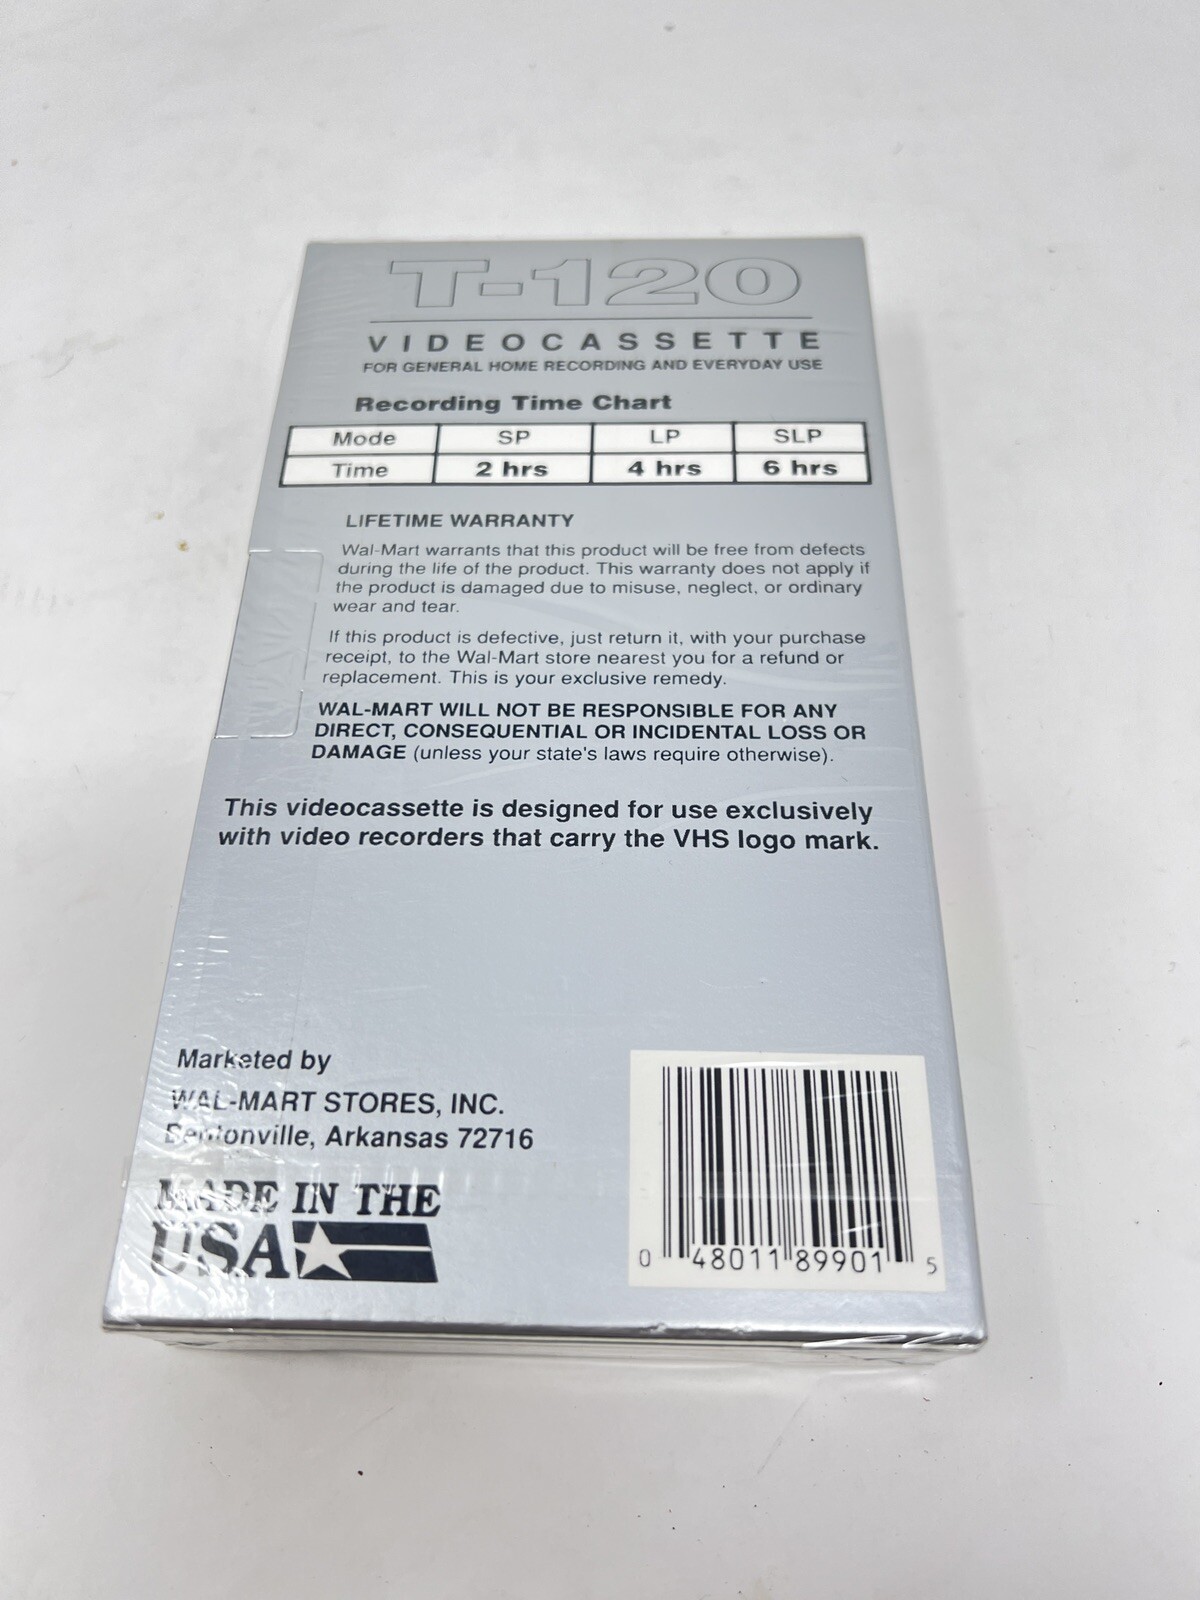 T-120
VIDEOCASSETTE
FOR GENERAL HOME RECORDING AND EVERYDAY USE
Recording Time Chart
Mode SP LP SLP
Time 2 hrs 4 hrs 6 hrs
LIFETIME WARRANTY
Wal-Mart warrants that this product will be free from defects
during the life of the product. This warranty does not apply if
the product is damaged due to misuse, neglect, or ordinary
wear and tear.
If this product is defective, just return it, with your purchase
receipt, to the Wal-Mart store nearest you for a refund or
replacement. This is your exclusive remedy.
WAL-MART WILL NOT BE RESPONSIBLE FOR ANY
DIRECT, CONSEQUENTIAL OR INCIDENTAL LOSS OR
DAMAGE (unless your state's laws require otherwise).
This videocassette is designed for use exclusively
with video recorders that carry the VHS logo mark.
Marketed by
WAL-MART STORES, INC.
Bentonville, Arkansas 72716
MADE IN THE
USA
0 48011 89901 5